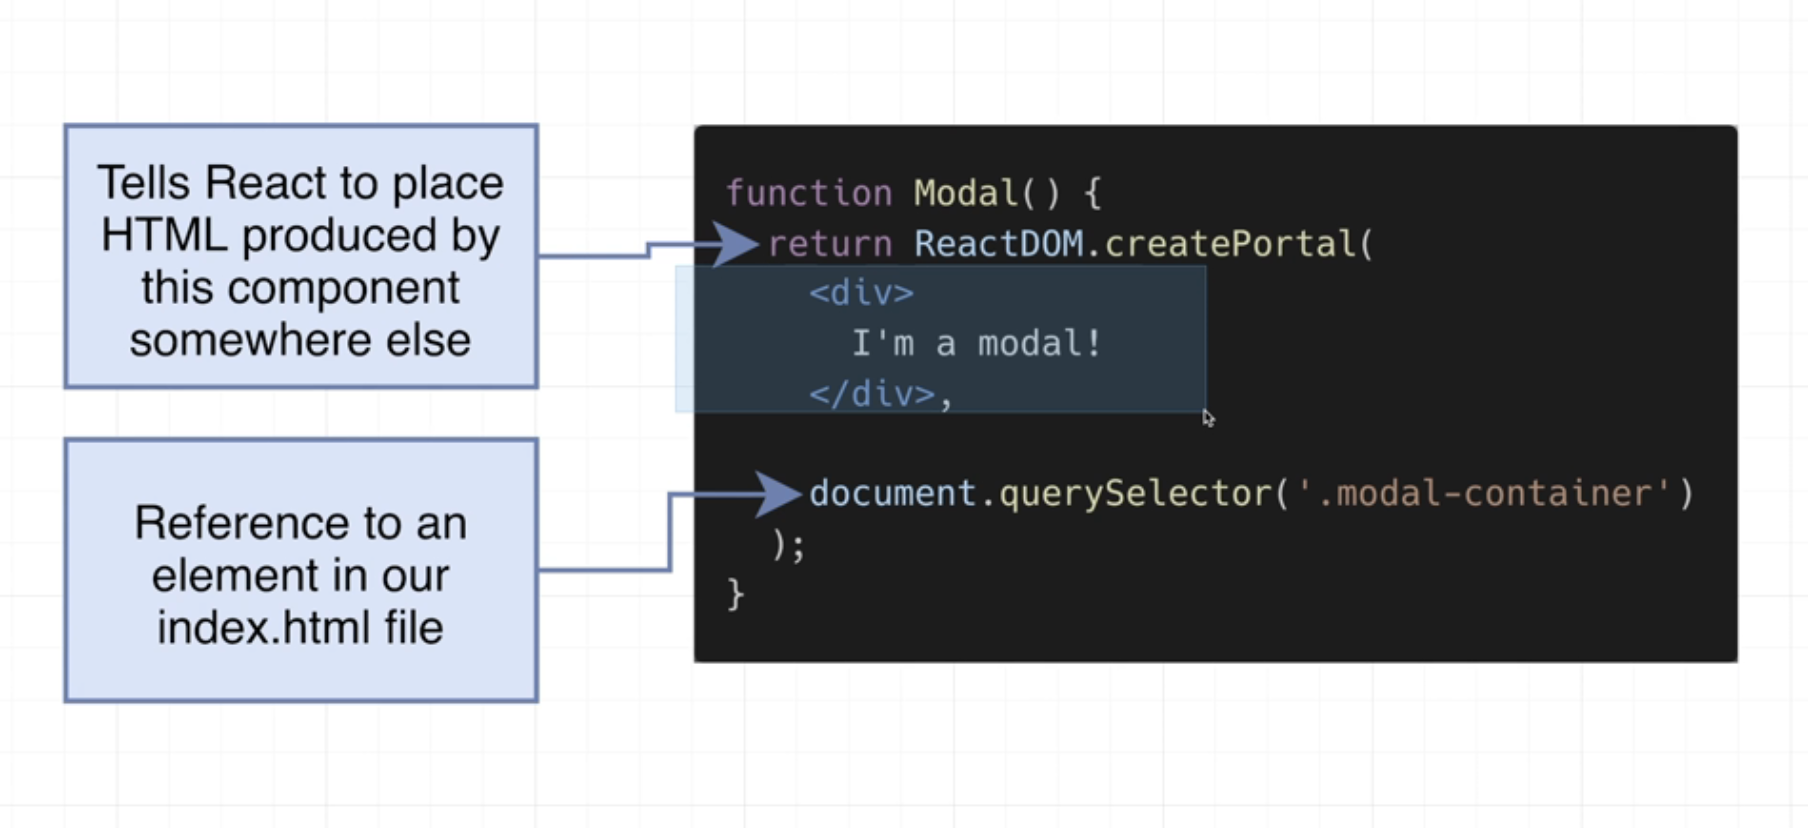 Tells React to place
HTML produced by
this component
somewhere else
Reference to an
element in our
index.html file
function Modal() {
return ReactDOM.createPortal(
<div>
I'm a modal!
</div>,
document.querySelector('.modal-container')
);
}